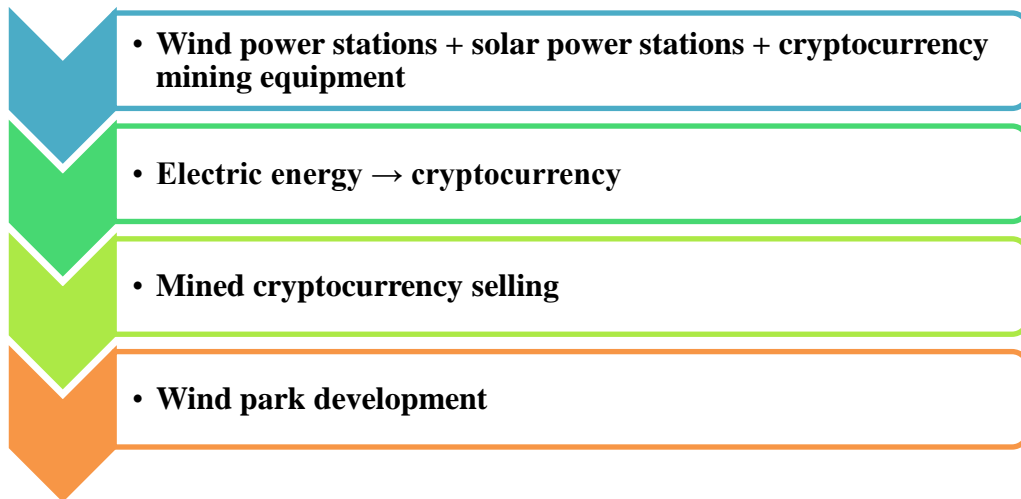 • Wind power stations + solar power stations + cryptocurrency
mining equipment
• Electric energy → cryptocurrency
• Mined cryptocurrency selling
• Wind park development